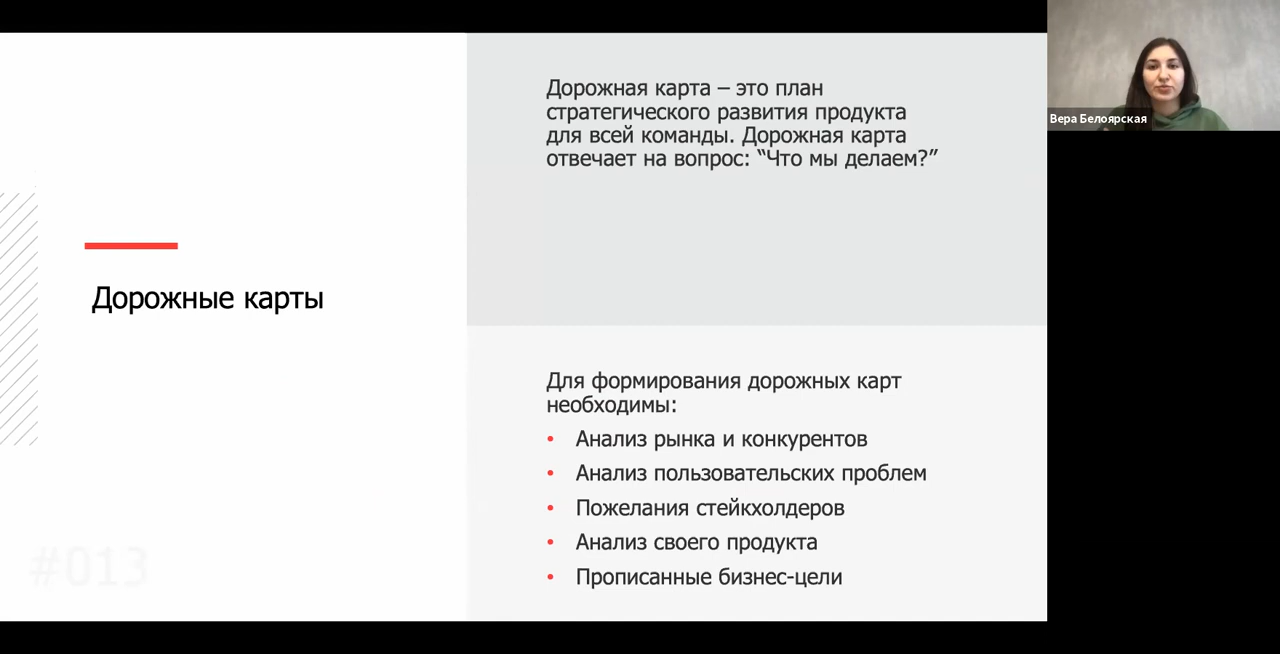 Дорожные карты
#013
Дорожная карта – это план
стратегического развития продукта
для всей команды. Дорожная карта
отвечает на вопрос: “Что мы делаем?”
Для формирования дорожных карт
необходимы:
• Анализ рынка и конкурентов
• Анализ пользовательских проблем
• Пожелания стейкхолдеров
• Анализ своего продукта
• Прописанные бизнес-цели
Вера Белоярская